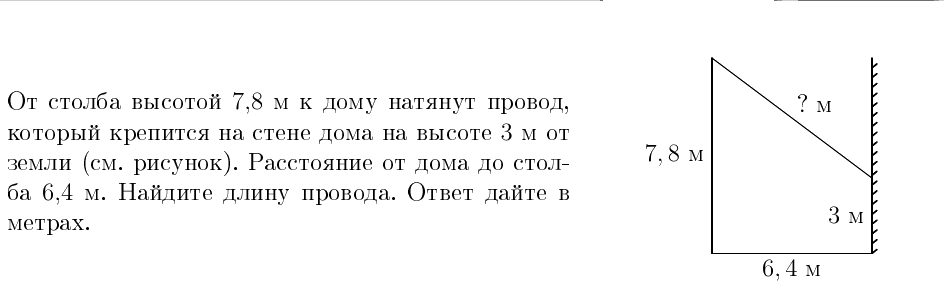 От столба высотой 7,8 м к дому натянут провод,
который крепится на стене дома на высоте 3 м от
земли (см. рисунок). Расстояние от дома до стол-
ба 6,4 м. Найдите длину провода. Ответ дайте в
метрах.
? м
7,8 м
3 м
6,4 м